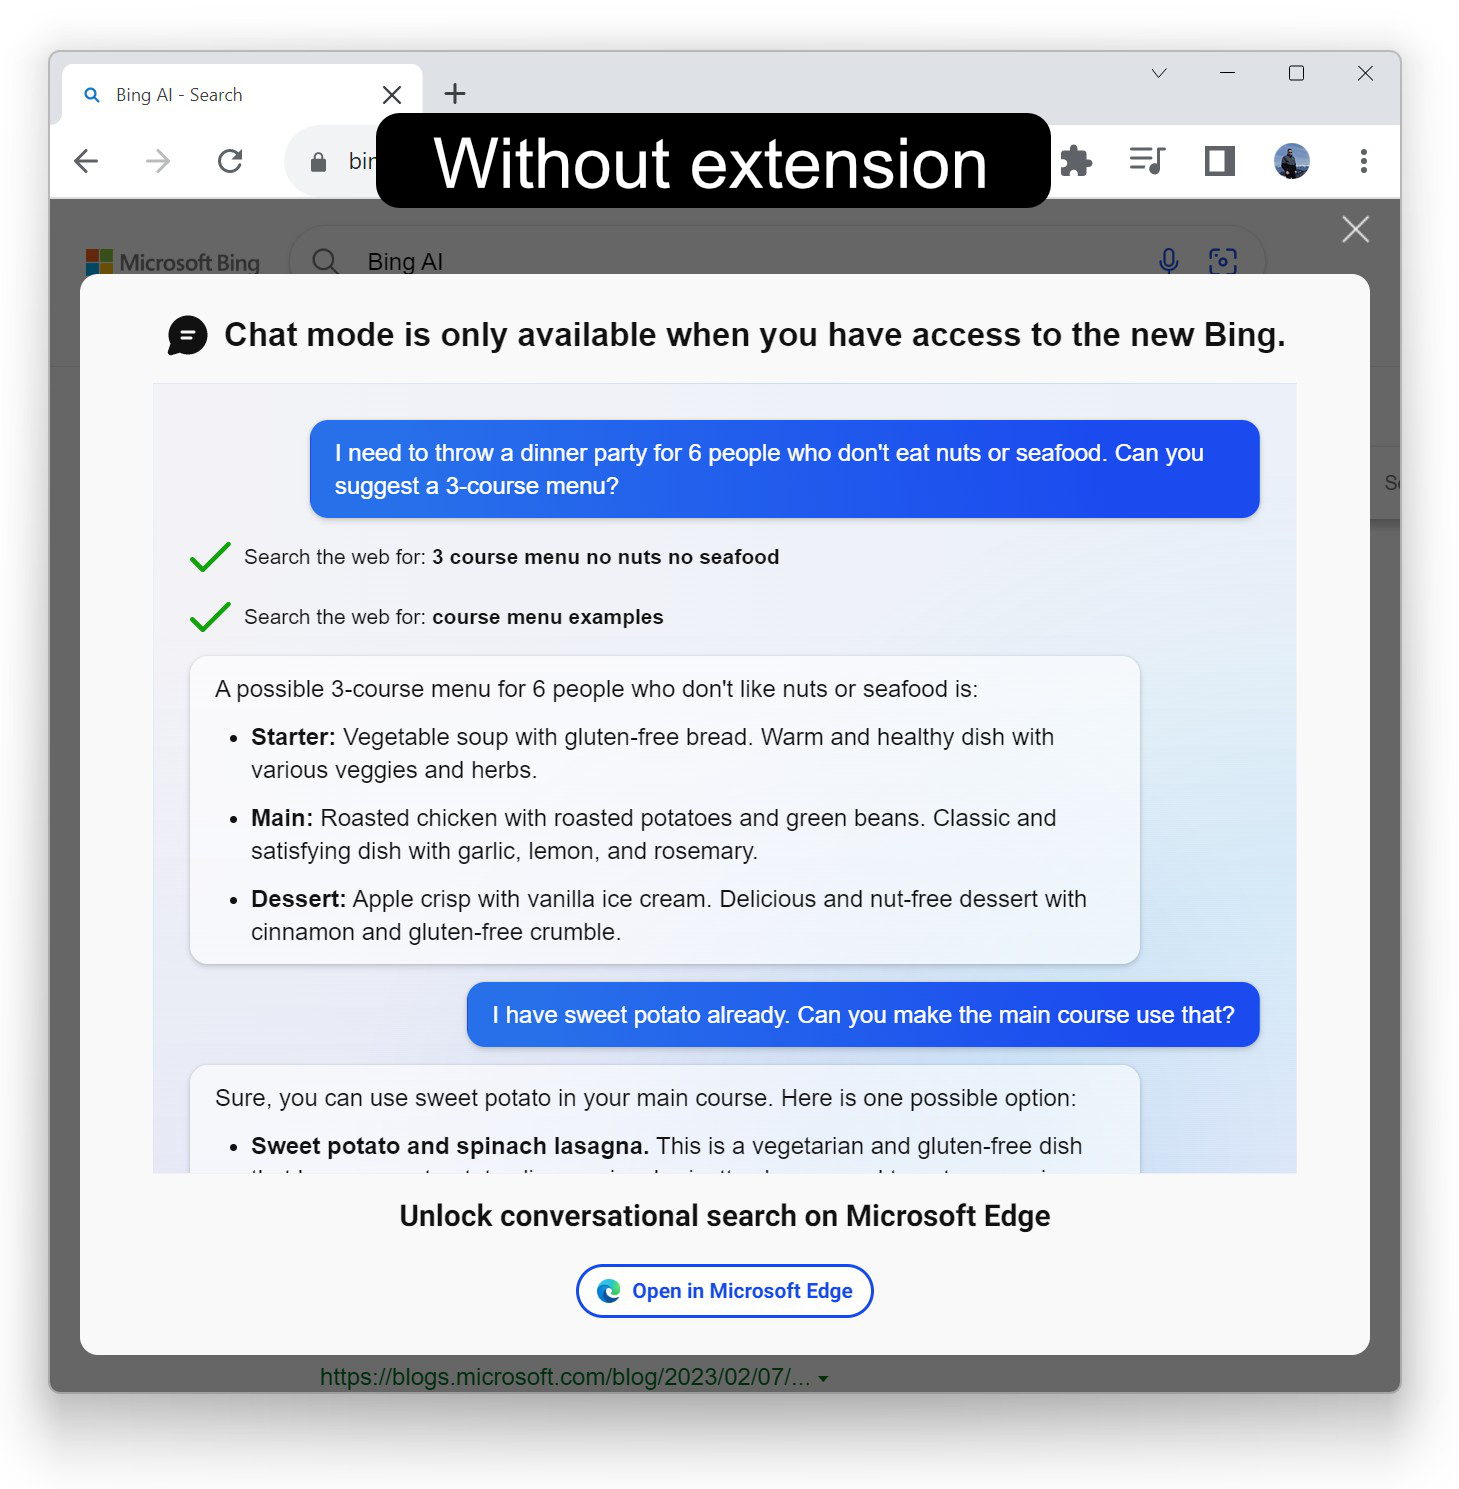 Bing AI - Search
bin
Without extension
Microsoft Bing
Bing AI
Chat mode is only available when you have access to the new Bing.
I need to throw a dinner party for 6 people who don't eat nuts or seafood. Can you
suggest a 3-course menu?
Search the web for: 3 course menu no nuts no seafood
Search the web for: course menu examples
A possible 3-course menu for 6 people who don't like nuts or seafood is:
• Starter: Vegetable soup with gluten-free bread. Warm and healthy dish with
various veggies and herbs.
• Main: Roasted chicken with roasted potatoes and green beans. Classic and
satisfying dish with garlic, lemon, and rosemary.
• Dessert: Apple crisp with vanilla ice cream. Delicious and nut-free dessert with
cinnamon and gluten-free crumble.
I have sweet potato already. Can you make the main course use that?
Sure, you can use sweet potato in your main course. Here is one possible option:
• Sweet potato and spinach lasagna. This is a vegetarian and gluten-free dish
Unlock conversational search on Microsoft Edge
Open in Microsoft Edge
https://blogs.microsoft.com/blog/2023/02/07/...